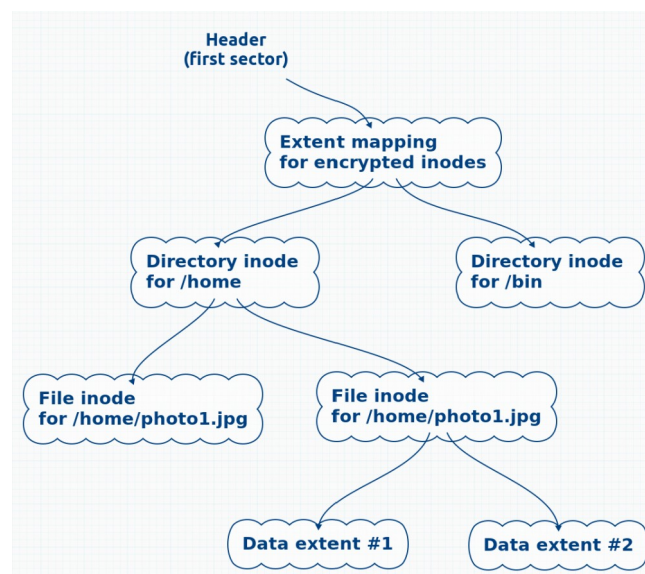 Header
(first sector)
Extent mapping
for encrypted inodes
Directory inode
for /home
Directory inode
for /bin
File inode
for /home/photo1.jpg
File inode
for /home/photo1.jpg
Data extent #1
Data extent #2